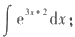 ∫ e^{3x+2} dx;